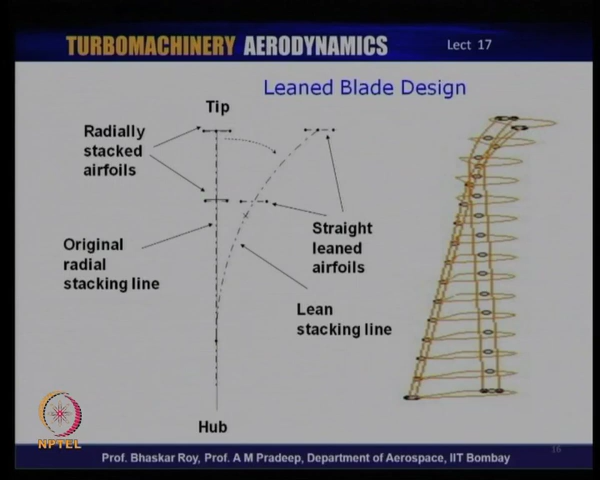 TURBOMACHINERY AERODYNAMICS
Lect 17
Leaned Blade Design
Tip
Radially
stacked
airfoils
Original
radial
stacking line
Straight
leaned
airfoils
Lean
stacking line
Hub
NPTEL
16
Prof. Bhaskar Roy, Prof. A M Pradeep, Department of Aerospace, IIT Bombay